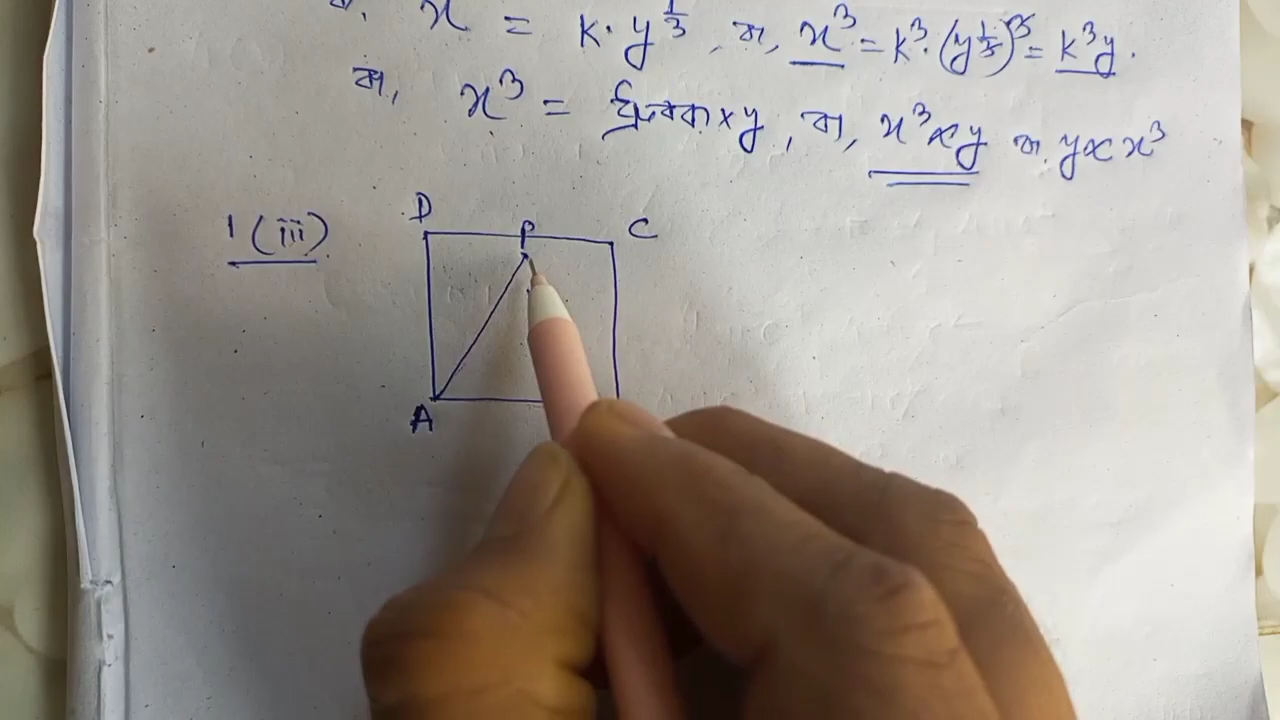 x = k·y^{1/3}, বা, x³ = k³·(y^{1/3})³ = k³y.
বা, x³ = ধ্রুবক × y, বা, x³ ∝ y বা, y ∝ x³
1(iii)
D P C
A